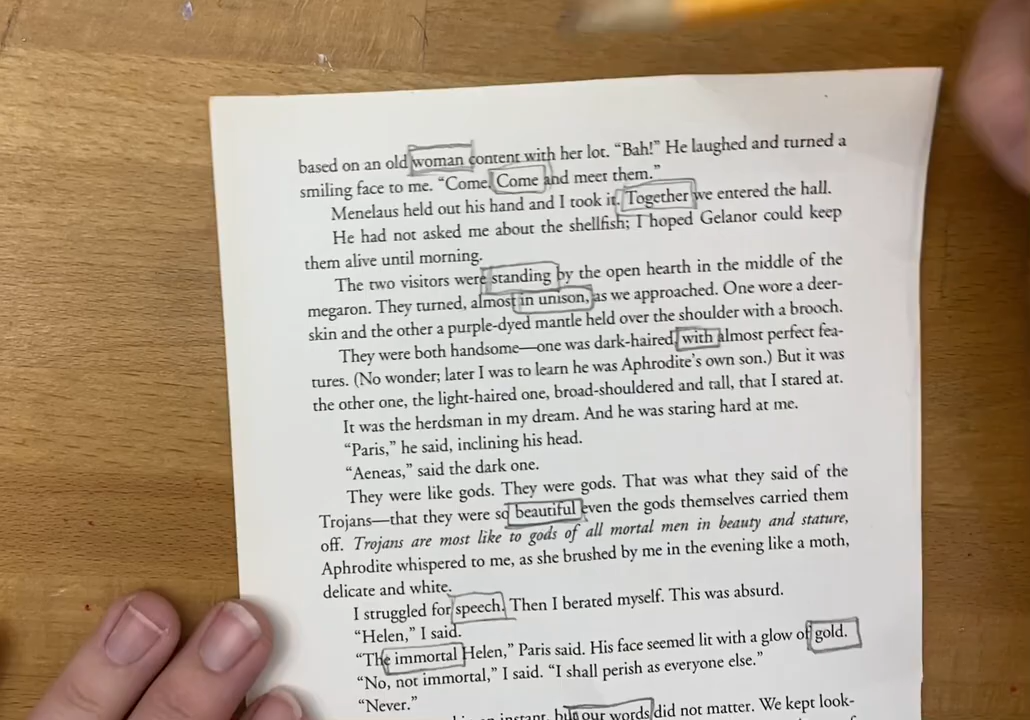 based on an old woman content with her lot. “Bah!” He laughed and turned a
smiling face to me. “Come. Come and meet them.”
Menelaus held out his hand and I took it. Together we entered the hall.
He had not asked me about the shellfish; I hoped Gelanor could keep
them alive until morning.
The two visitors were standing by the open hearth in the middle of the
megaron. They turned, almost in unison, as we approached. One wore a deer-
skin and the other a purple-dyed mantle held over the shoulder with a brooch.
They were both handsome—one was dark-haired, with almost perfect fea-
tures. (No wonder; later I was to learn he was Aphrodite’s own son.) But it was
the other one, the light-haired one, broad-shouldered and tall, that I stared at.
It was the herdsman in my dream. And he was staring hard at me.
“Paris,” he said, inclining his head.
“Aeneas,” said the dark one.
They were like gods. They were gods. That was what they said of the
Trojans—that they were so beautiful even the gods themselves carried them
off. Trojans are most like to gods of all mortal men in beauty and stature,
Aphrodite whispered to me, as she brushed by me in the evening like a moth,
delicate and white.
I struggled for speech. Then I berated myself. This was absurd.
“Helen,” I said.
“The immortal Helen,” Paris said. His face seemed lit with a glow of gold.
“No, not immortal,” I said. “I shall perish as everyone else.”
“Never.”
instant, but our words did not matter. We kept look-